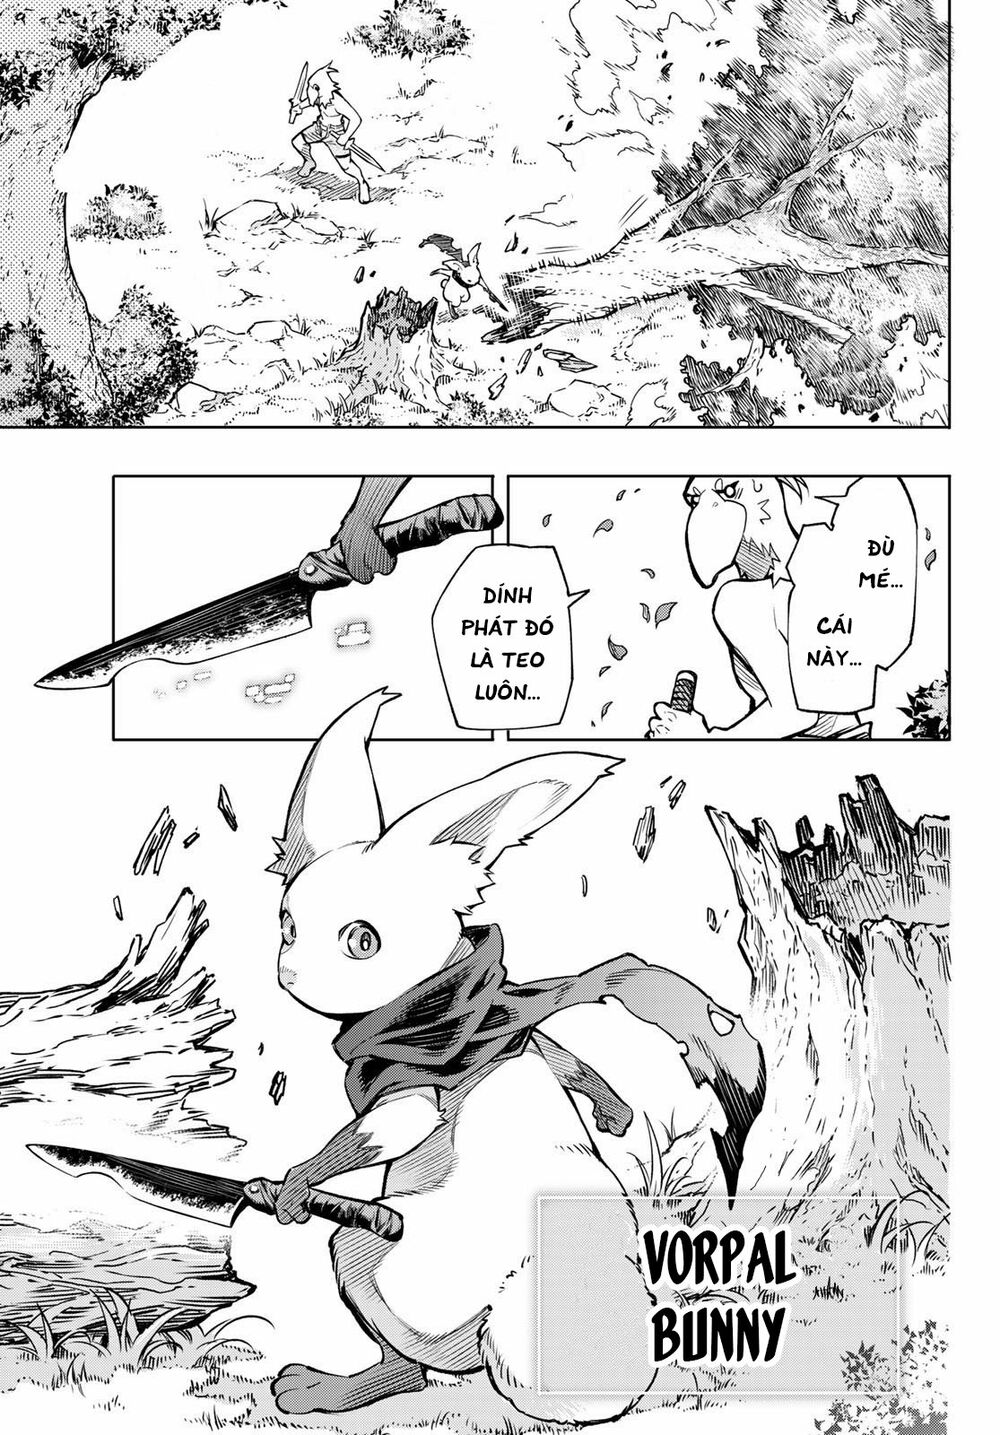 ĐÙ
MÉ...
CÁI
NÀY...
DÍNH
PHÁT ĐÓ
LÀ TEO
LUÔN...
VORPAL
BUNNY